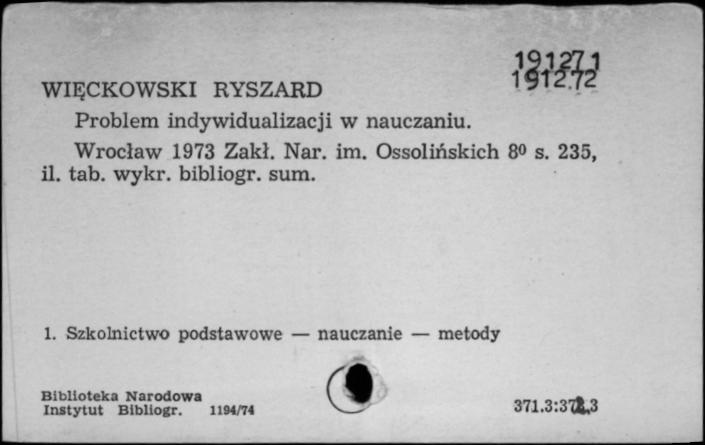 191271
191272
WIĘCKOWSKI RYSZARD
Problem indywidualizacji w nauczaniu.
Wrocław 1973 Zakł. Nar. im. Ossolińskich 8º s. 235,
il. tab. wykr. bibliogr. sum.
1. Szkolnictwo podstawowe — nauczanie — metody
Biblioteka Narodowa
Instytut Bibliogr. 1194/74